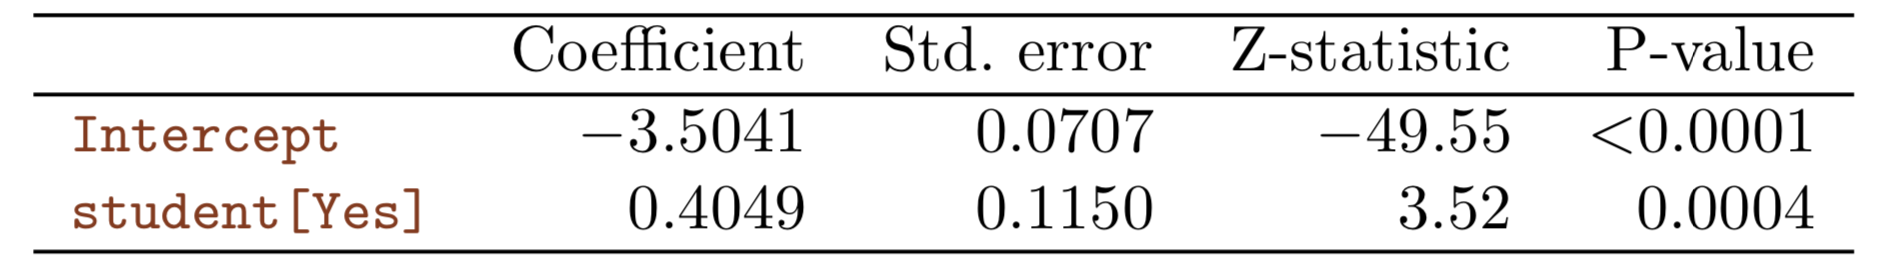 Coefficient Std. error Z-statistic P-value
Intercept −3.5041 0.0707 −49.55 <0.0001
student[Yes] 0.4049 0.1150 3.52 0.0004